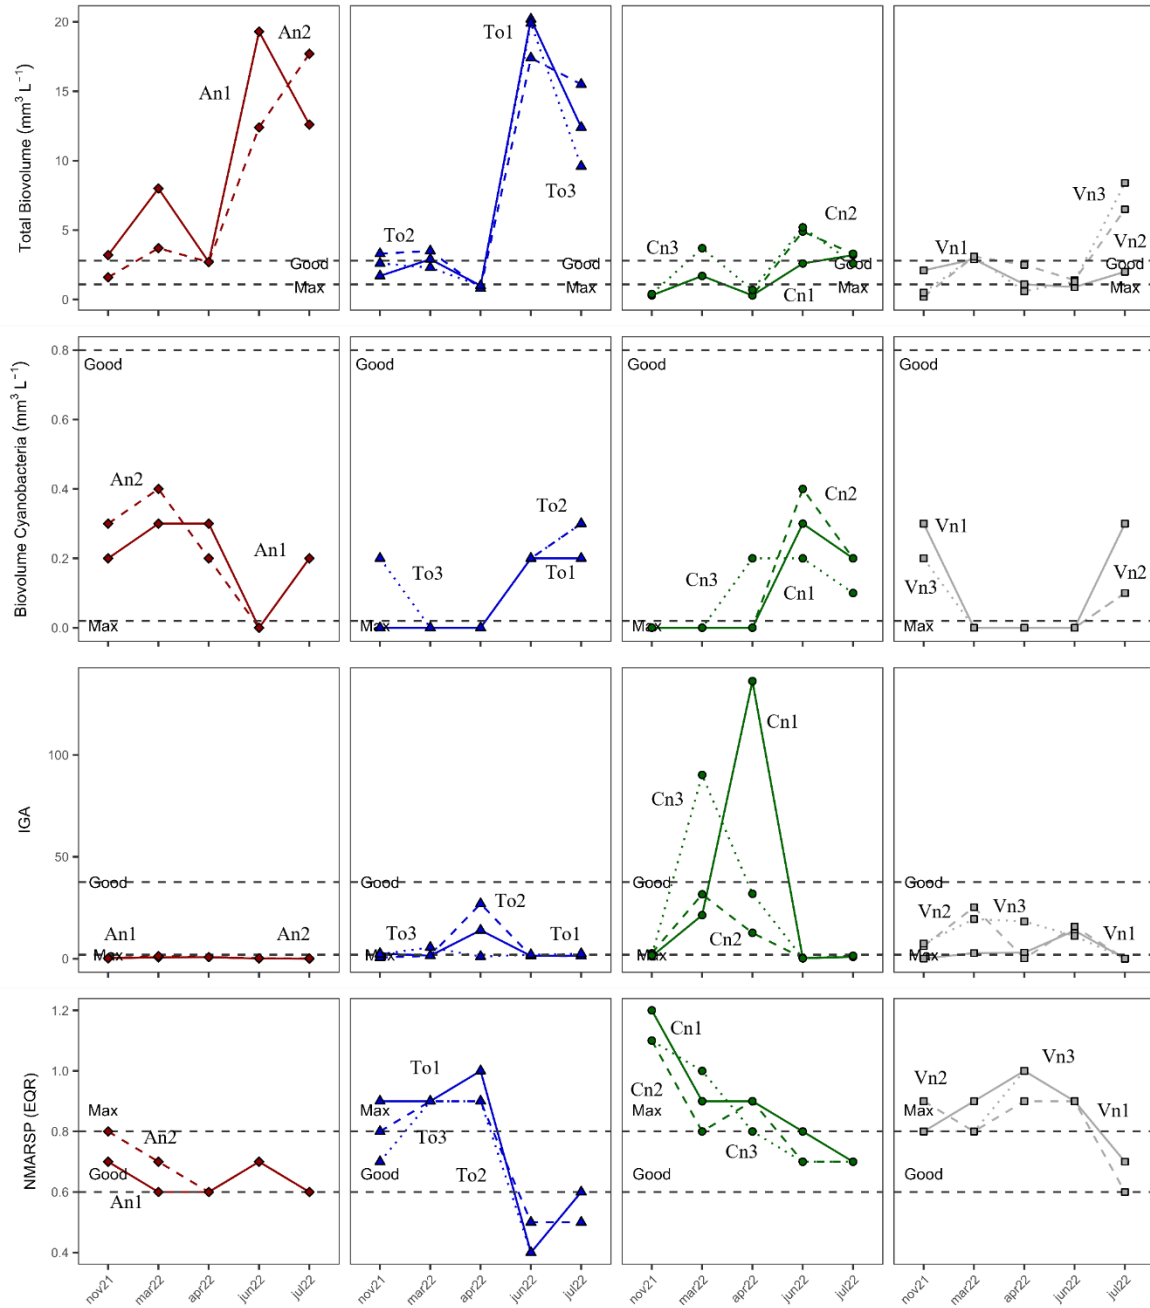 Total Biovolume (mm³ L⁻¹)
20
15
10
5
0
An2
An1
Good
Max
To1
To2
To3
Good
Max
Cn3
Cn2
Cn1
Good
Max
Vn3
Vn1
Vn2
Good
Max
Biovolume Cyanobacteria (mm³ L⁻¹)
0.8
0.6
0.4
0.2
0.0
Good
An2
An1
Max
Good
To2
To3
To1
Max
Good
Cn2
Cn3
Cn1
Max
Good
Vn1
Vn3
Vn2
Max
IGA
100
50
0
Good
An1
An2
Max
Good
To2
To3
To1
Max
Cn1
Cn3
Good
Cn2
Max
Good
Vn2
Vn3
Vn1
Max
NMARSP (EQR)
1.2
1.0
0.8
0.6
0.4
Max
An2
Good
An1
To1
Max
To3
Good
To2
Cn1
Cn2
Max
Cn3
Good
Vn3
Vn2
Max
Vn1
Good
nov21
mar22
apr22
jun22
jul22
nov21
mar22
apr22
jun22
jul22
nov21
mar22
apr22
jun22
jul22
nov21
mar22
apr22
jun22
jul22